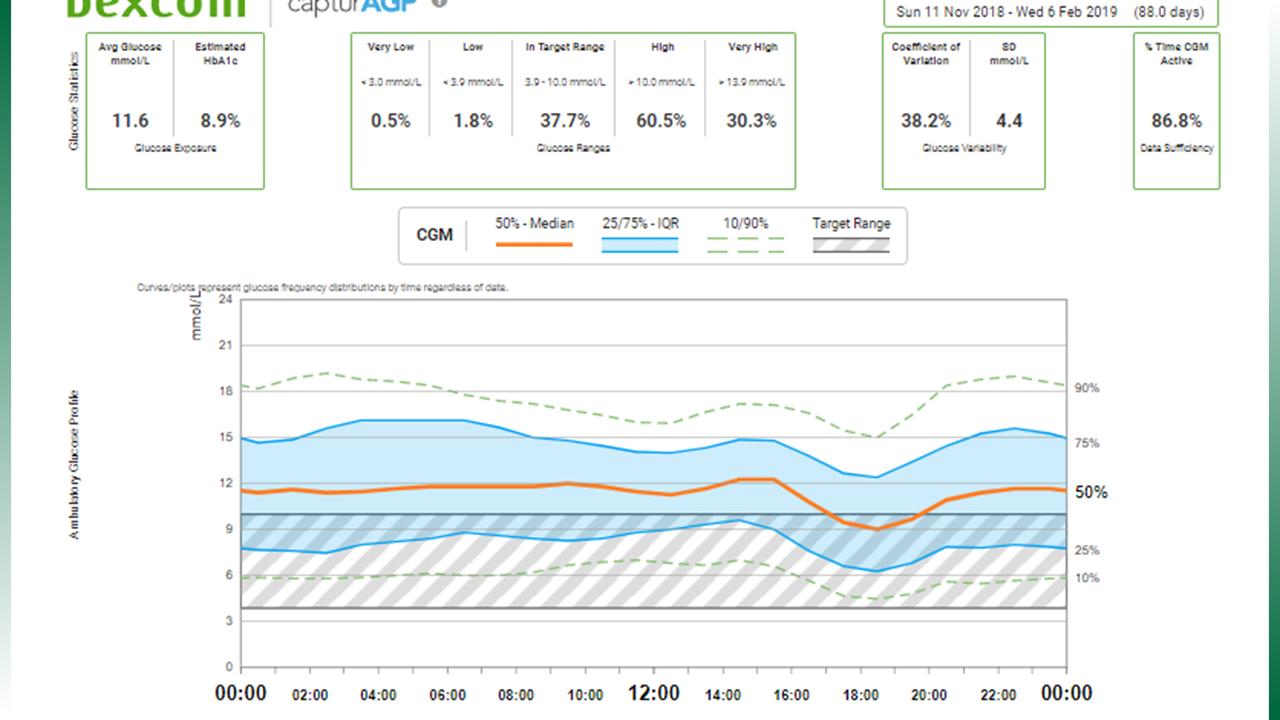 Dexcom capturAGP
Sun 11 Nov 2018 - Wed 6 Feb 2019 (88.0 days)
Glucose Statistics
Avg Glucose
mmol/L
11.6
Estimated
HbA1c
8.9%
Glucose Exposure
Very Low
< 3.0 mmol/L
0.5%
Low
< 3.9 mmol/L
1.8%
In Target Range
3.9 - 10.0 mmol/L
37.7%
High
> 10.0 mmol/L
60.5%
Very High
> 13.9 mmol/L
30.3%
Glucose Ranges
Coefficient of
Variation
38.2%
SD
mmol/L
4.4
Glucose Variability
% Time CGM
Active
86.8%
Data Sufficiency
CGM
50% - Median
25/75% - IQR
10/90%
Target Range
Curves/plots represent glucose frequency distributions by time regardless of date.
Ambulatory Glucose Profile
mmol/L
24
21
18
15
12
9
6
3
0
90%
75%
50%
25%
10%
00:00 02:00 04:00 06:00 08:00 10:00 12:00 14:00 16:00 18:00 20:00 22:00 00:00